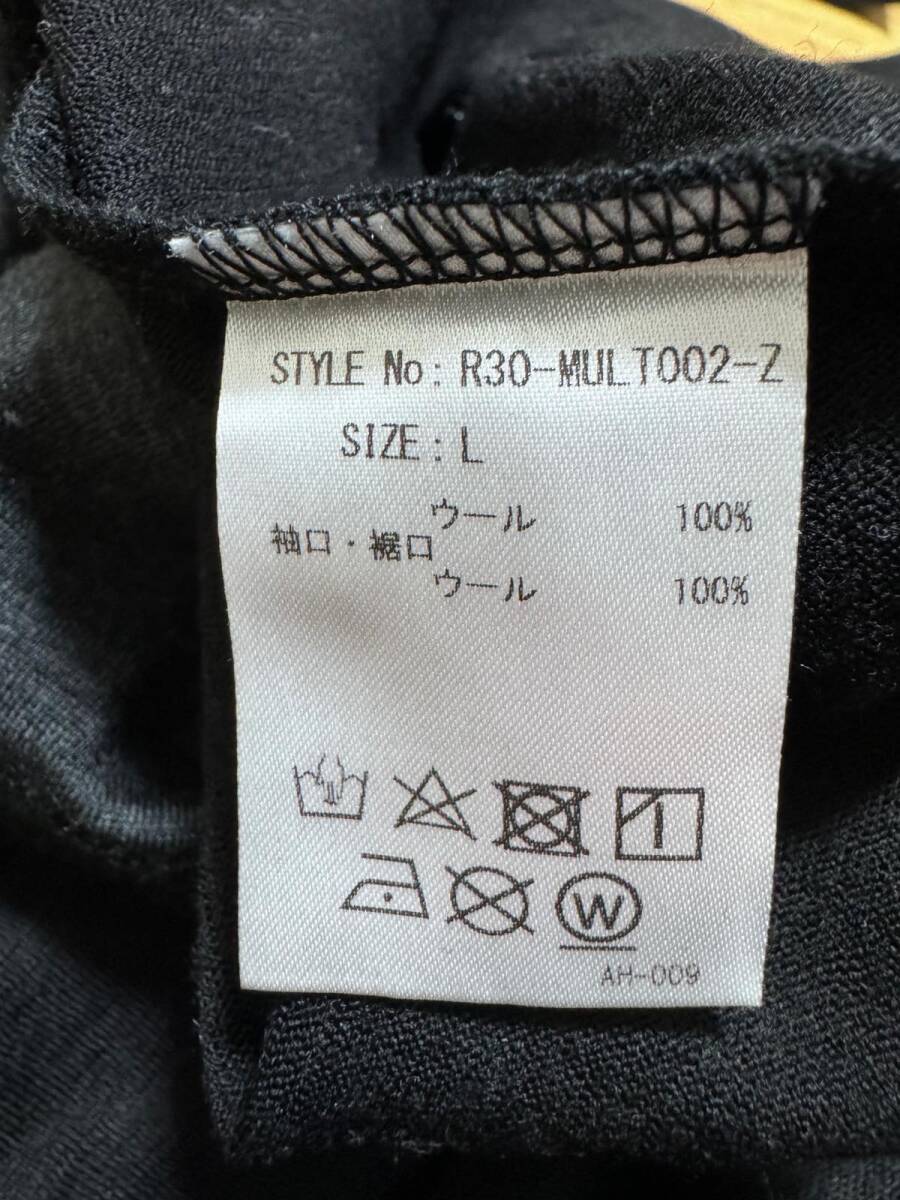 STYLE No: R30-MULT002-Z
SIZE: L
ウール 100%
袖口・裾口
ウール 100%
W
AH-009